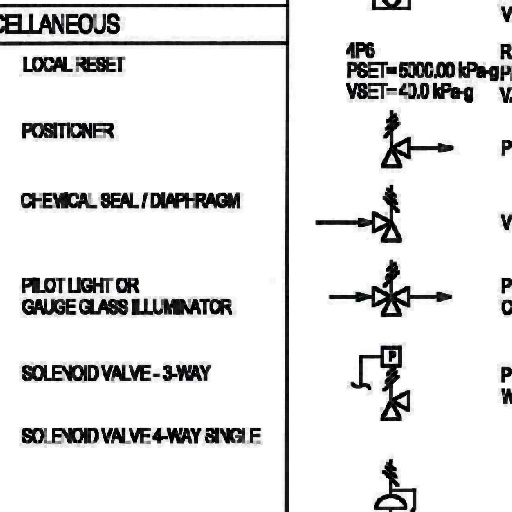 CELLANEOUS
LOCAL RESET
POSITIONER
CHEMICAL SEAL / DIAPHRAGM
PILOT LIGHT OR
GAUGE GLASS ILLUMINATOR
SOLENOID VALVE - 3-WAY
SOLENOID VALVE 4-WAY SINGLE
4P6
PSET= 5000.00 kPa-g
VSET= 40.0 kPa-g
P
V
R
P
V
P
V
P
C
P
W